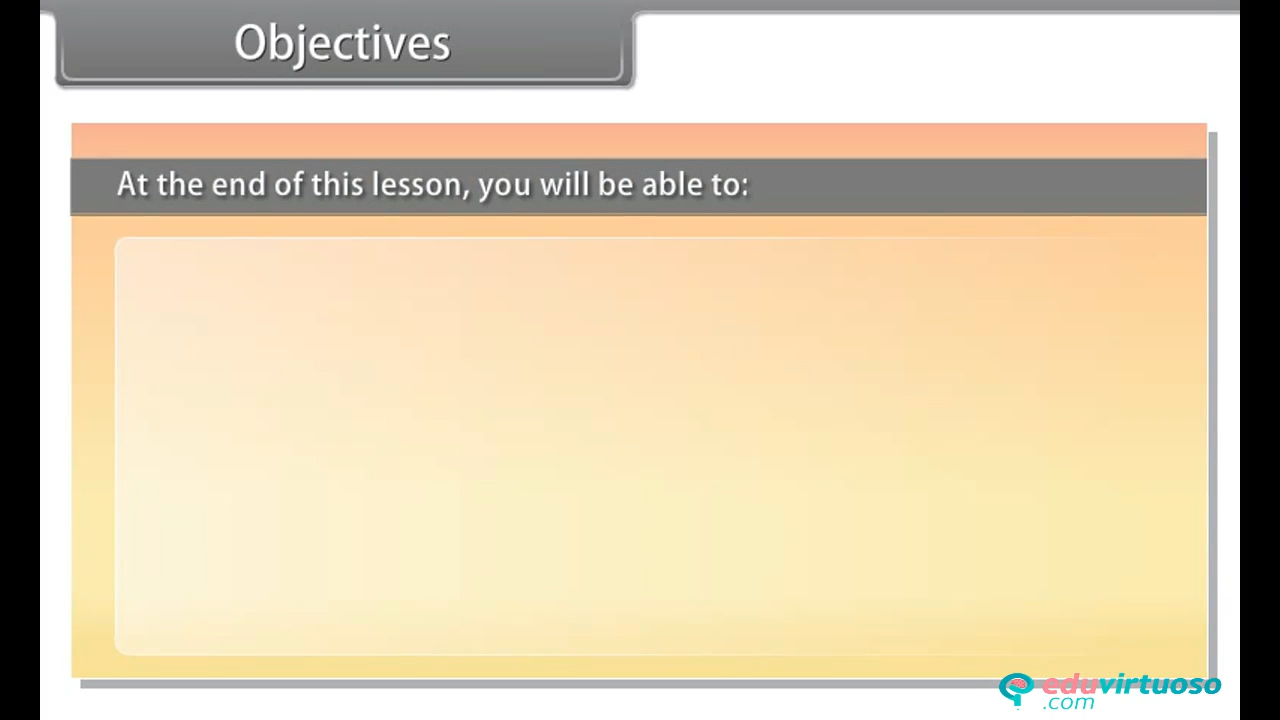 Objectives
At the end of this lesson, you will be able to:
eduvirtuoso
.com